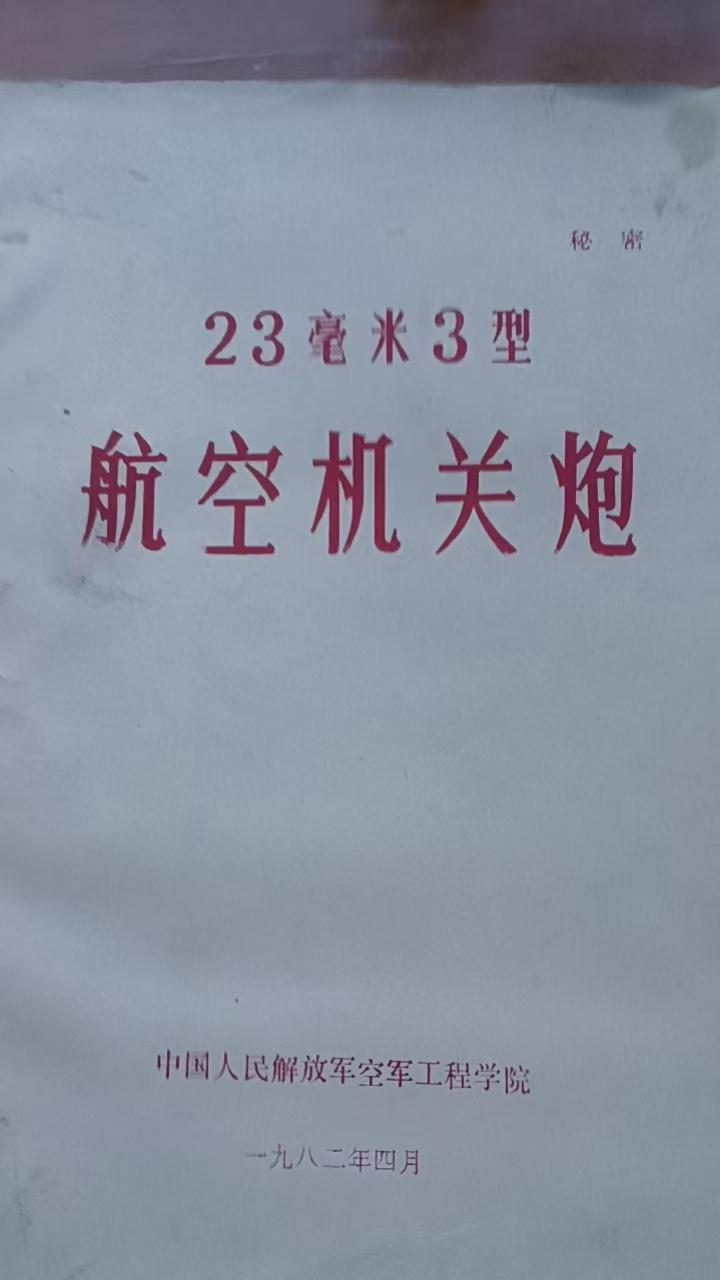 秘密
23毫米3型
航空机关炮
中国人民解放军空军工程学院
一九八二年四月